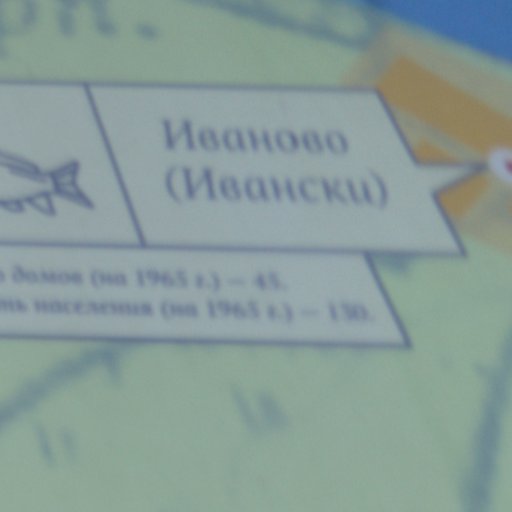 Иваново
(Ивански)
домов (на 1965 г.) — 45.
населения (на 1965 г.) — 130.